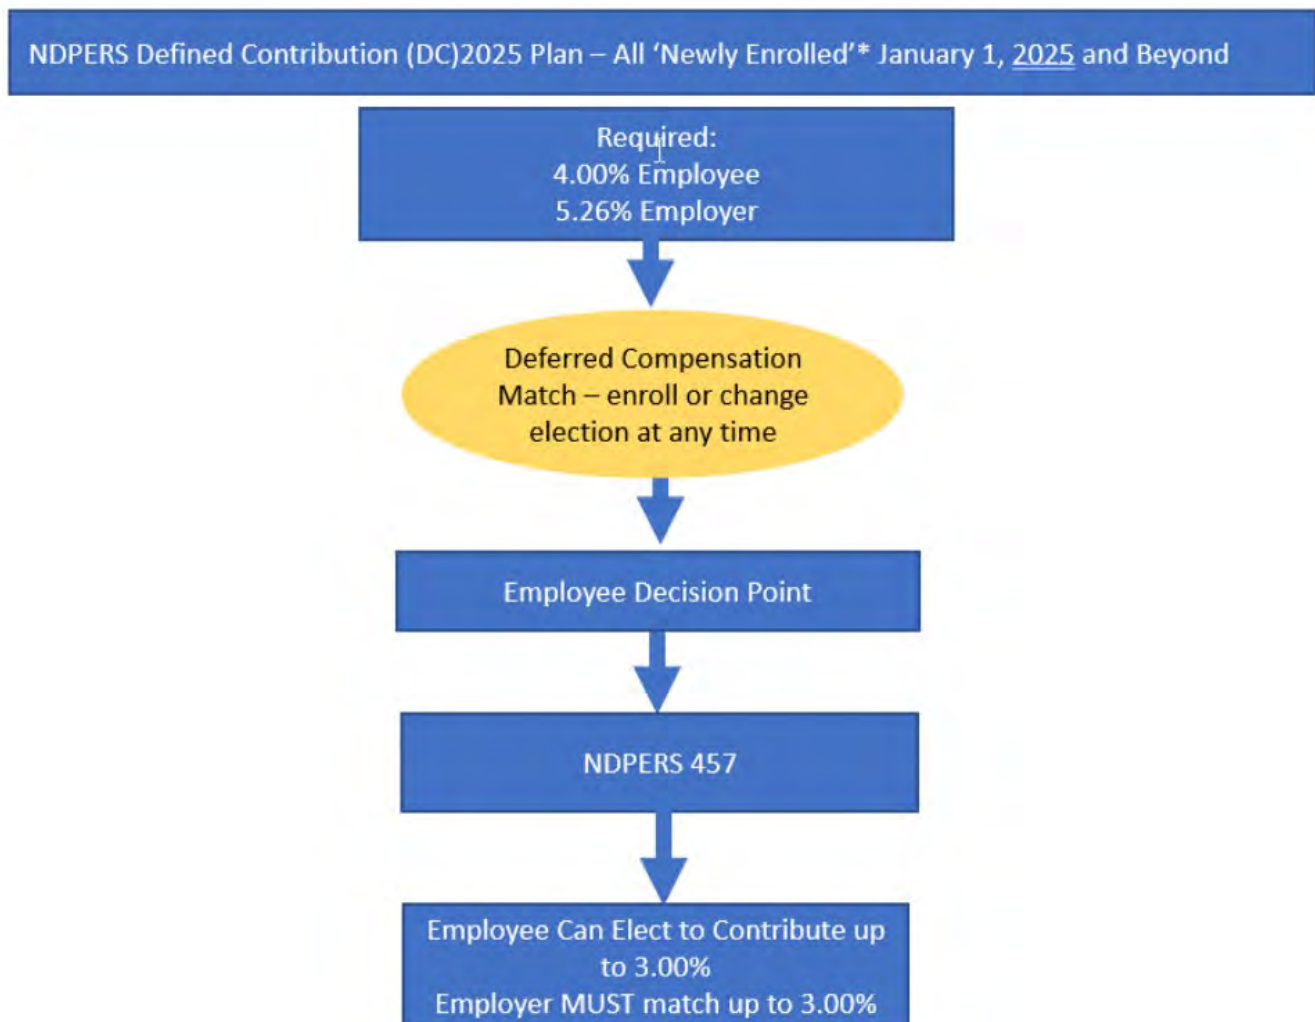 NDPERS Defined Contribution (DC)2025 Plan – All ‘Newly Enrolled’* January 1, 2025 and Beyond
Required:
4.00% Employee
5.26% Employer
Deferred Compensation
Match – enroll or change
election at any time
Employee Decision Point
NDPERS 457
Employee Can Elect to Contribute up
to 3.00%
Employer MUST match up to 3.00%